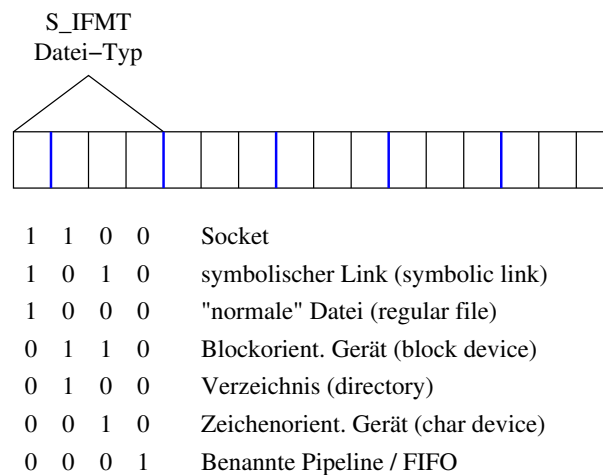 S_IFMT
Datei−Typ
1 1 0 0 Socket
1 0 1 0 symbolischer Link (symbolic link)
1 0 0 0 "normale" Datei (regular file)
0 1 1 0 Blockorient. Gerät (block device)
0 1 0 0 Verzeichnis (directory)
0 0 1 0 Zeichenorient. Gerät (char device)
0 0 0 1 Benannte Pipeline / FIFO